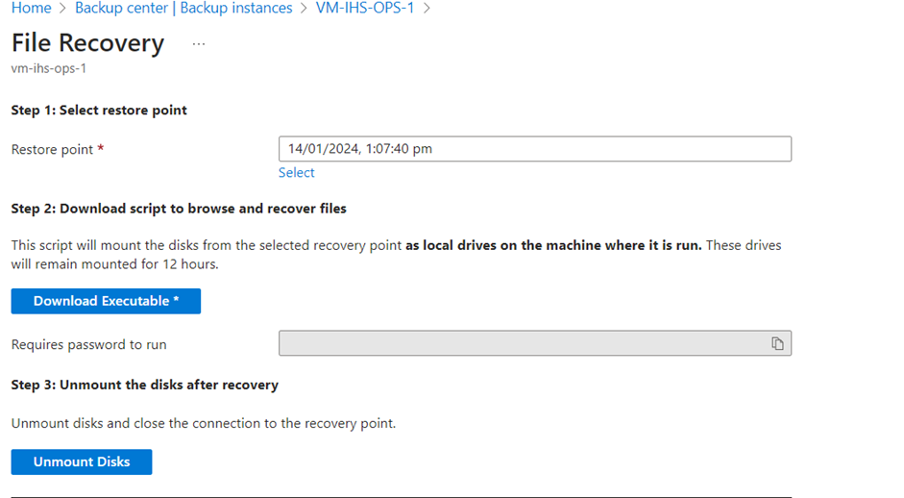 Home > Backup center | Backup instances > VM-IHS-OPS-1 >
File Recovery ...
vm-ihs-ops-1
Step 1: Select restore point
Restore point * 14/01/2024, 1:07:40 pm
Select
Step 2: Download script to browse and recover files
This script will mount the disks from the selected recovery point as local drives on the machine where it is run. These drives
will remain mounted for 12 hours.
Download Executable *
Requires password to run
Step 3: Unmount the disks after recovery
Unmount disks and close the connection to the recovery point.
Unmount Disks